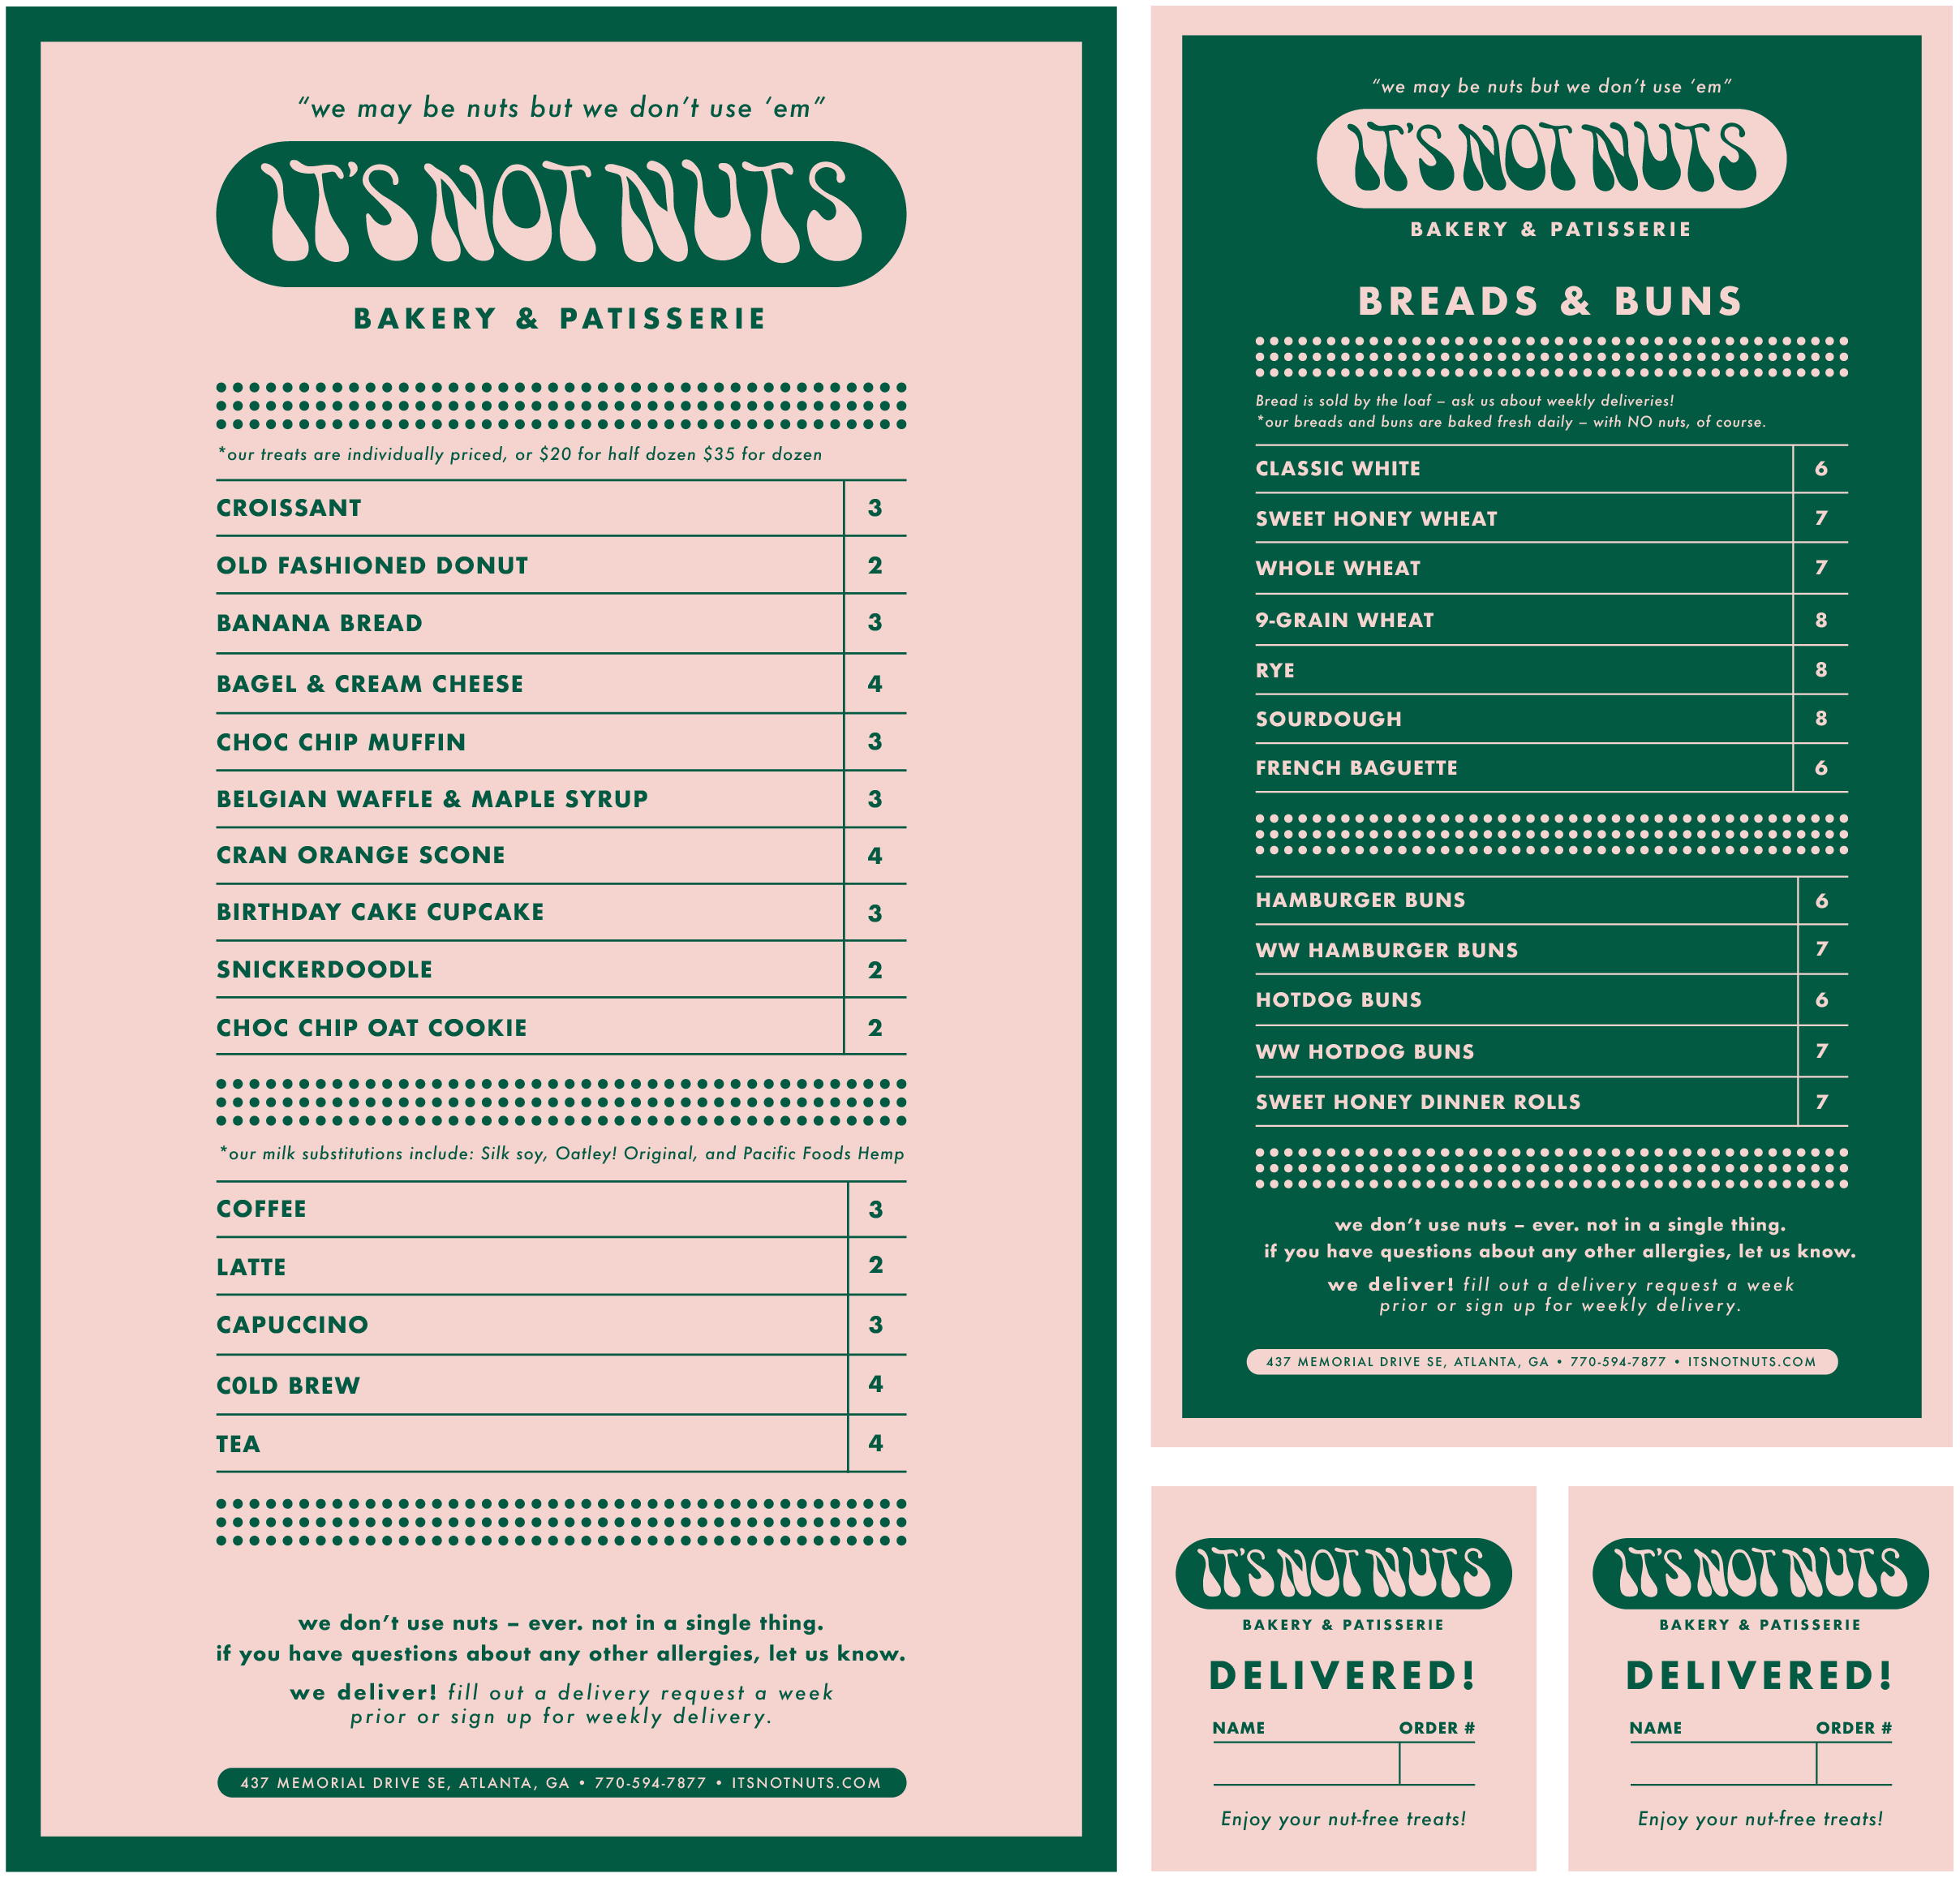 “we may be nuts but we don’t use ‘em”
IT’S NOT NUTS
BAKERY & PATISSERIE
*our treats are individually priced, or $20 for half dozen $35 for dozen
CROISSANT 3
OLD FASHIONED DONUT 2
BANANA BREAD 3
BAGEL & CREAM CHEESE 4
CHOC CHIP MUFFIN 3
BELGIAN WAFFLE & MAPLE SYRUP 3
CRAN ORANGE SCONE 4
BIRTHDAY CAKE CUPCAKE 3
SNICKERDOODLE 2
CHOC CHIP OAT COOKIE 2
*our milk substitutions include: Silk soy, Oatley! Original, and Pacific Foods Hemp
COFFEE 3
LATTE 2
CAPUCCINO 3
C0LD BREW 4
TEA 4
we don’t use nuts – ever. not in a single thing.
if you have questions about any other allergies, let us know.
we deliver! fill out a delivery request a week
prior or sign up for weekly delivery.
437 MEMORIAL DRIVE SE, ATLANTA, GA • 770-594-7877 • ITSNOTNUTS.COM
“we may be nuts but we don’t use ‘em”
IT’S NOT NUTS
BAKERY & PATISSERIE
BREADS & BUNS
Bread is sold by the loaf – ask us about weekly deliveries!
*our breads and buns are baked fresh daily – with NO nuts, of course.
CLASSIC WHITE 6
SWEET HONEY WHEAT 7
WHOLE WHEAT 7
9-GRAIN WHEAT 8
RYE 8
SOURDOUGH 8
FRENCH BAGUETTE 6
HAMBURGER BUNS 6
WW HAMBURGER BUNS 7
HOTDOG BUNS 6
WW HOTDOG BUNS 7
SWEET HONEY DINNER ROLLS 7
we don’t use nuts – ever. not in a single thing.
if you have questions about any other allergies, let us know.
we deliver! fill out a delivery request a week
prior or sign up for weekly delivery.
437 MEMORIAL DRIVE SE, ATLANTA, GA • 770-594-7877 • ITSNOTNUTS.COM
IT’S NOT NUTS
BAKERY & PATISSERIE
DELIVERED!
NAME ORDER #
Enjoy your nut-free treats!
IT’S NOT NUTS
BAKERY & PATISSERIE
DELIVERED!
NAME ORDER #
Enjoy your nut-free treats!